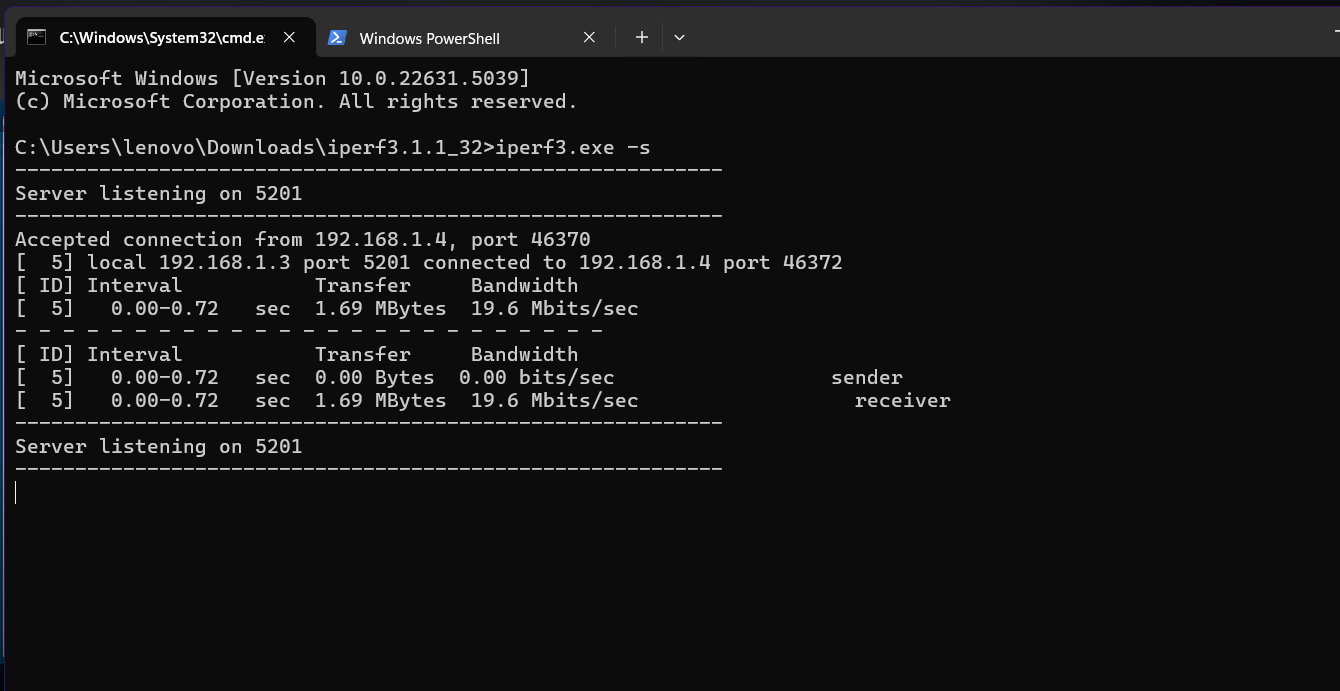 C:\Windows\System32\cmd.e
Windows PowerShell
Microsoft Windows [Version 10.0.22631.5039]
(c) Microsoft Corporation. All rights reserved.
C:\Users\lenovo\Downloads\iperf3.1.1_32>iperf3.exe -s
-----------------------------------------------------------
Server listening on 5201
-----------------------------------------------------------
Accepted connection from 192.168.1.4, port 46370
[  5] local 192.168.1.3 port 5201 connected to 192.168.1.4 port 46372
[ ID] Interval           Transfer     Bandwidth
[  5]   0.00-0.72   sec  1.69 MBytes  19.6 Mbits/sec
- - - - - - - - - - - - - - - - - - - - - - - - -
[ ID] Interval           Transfer     Bandwidth
[  5]   0.00-0.72   sec  0.00 Bytes  0.00 bits/sec                  sender
[  5]   0.00-0.72   sec  1.69 MBytes  19.6 Mbits/sec                  receiver
-----------------------------------------------------------
Server listening on 5201
-----------------------------------------------------------